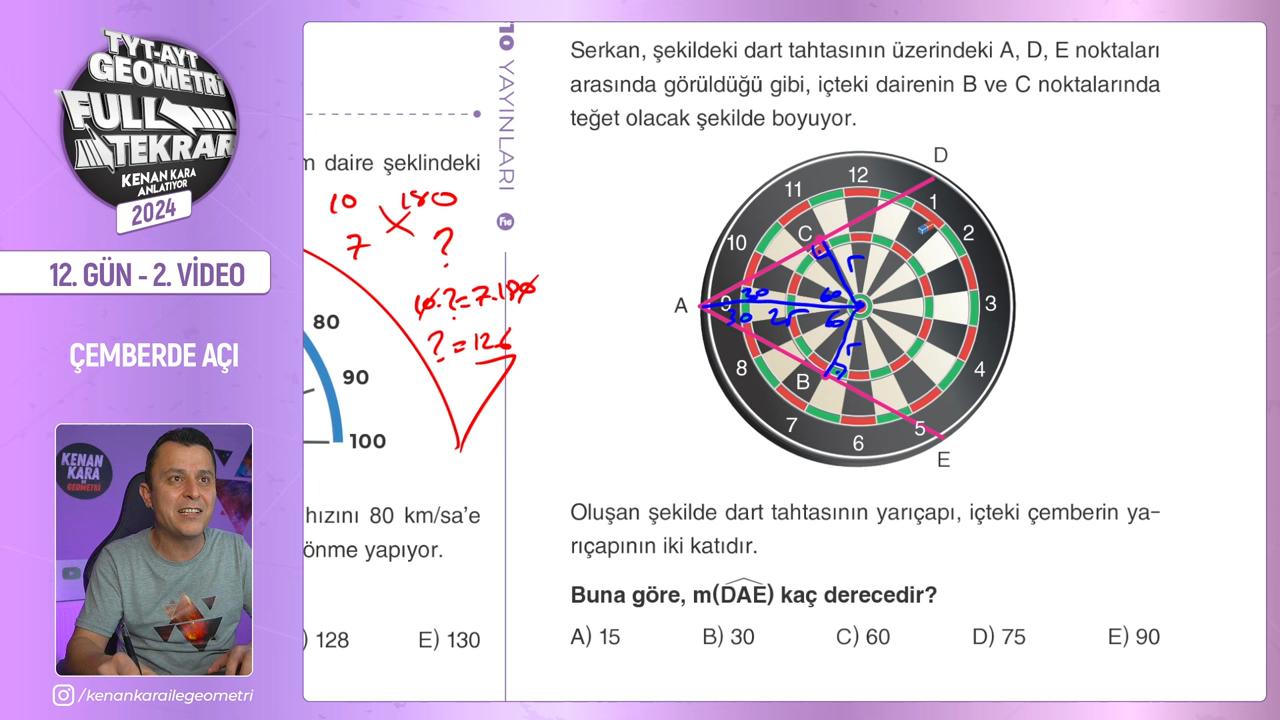 TYT-AYT
GEOMETRİ
FULL
TEKRAR
KENAN KARA
ANLATIYOR
2024
12. GÜN - 2. VİDEO
ÇEMBERDE AÇI
KENAN
KARA
GEOMETRİ
/kenankarailegeometri
m daire şeklindeki
10 180
7 ?
10.?=7.180
?=126
80
90
100
hızını 80 km/sa’e
önme yapıyor.
) 128 E) 130
10 YAYINLARI
F10
Serkan, şekildeki dart tahtasının üzerindeki A, D, E noktaları
arasında görüldüğü gibi, içteki dairenin B ve C noktalarında
teğet olacak şekilde boyuyor.
D
12
11
1
10
2
C
r
30
60
A
9
3
30
2r
6
r
8
4
B
7
5
6
E
Oluşan şekilde dart tahtasının yarıçapı, içteki çemberin ya-
rıçapının iki katıdır.
Buna göre, m(DAE) kaç derecedir?
A) 15 B) 30 C) 60 D) 75 E) 90